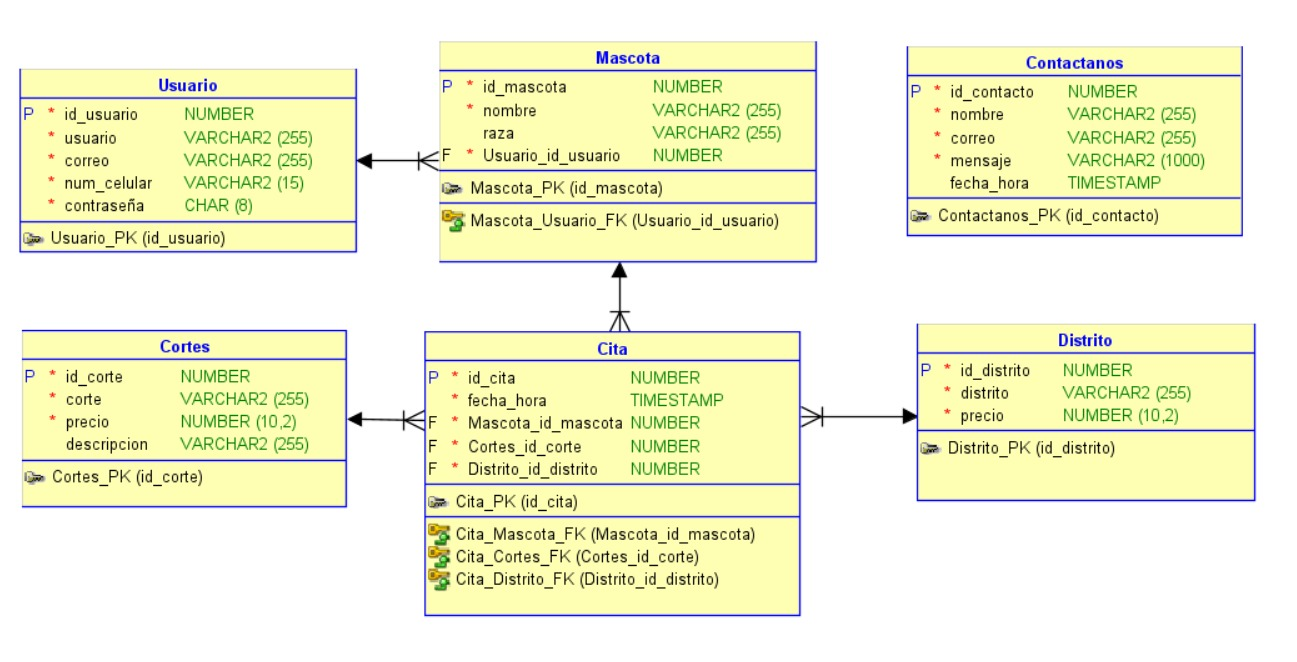 Usuario
P * id_usuario NUMBER
* usuario VARCHAR2 (255)
* correo VARCHAR2 (255)
* num_celular VARCHAR2 (15)
* contraseña CHAR (8)
Usuario_PK (id_usuario)
Mascota
P * id_mascota NUMBER
* nombre VARCHAR2 (255)
raza VARCHAR2 (255)
F * Usuario_id_usuario NUMBER
Mascota_PK (id_mascota)
Mascota_Usuario_FK (Usuario_id_usuario)
Contactanos
P * id_contacto NUMBER
* nombre VARCHAR2 (255)
* correo VARCHAR2 (255)
* mensaje VARCHAR2 (1000)
fecha_hora TIMESTAMP
Contactanos_PK (id_contacto)
Cortes
P * id_corte NUMBER
* corte VARCHAR2 (255)
* precio NUMBER (10,2)
descripcion VARCHAR2 (255)
Cortes_PK (id_corte)
Cita
P * id_cita NUMBER
* fecha_hora TIMESTAMP
F * Mascota_id_mascota NUMBER
F * Cortes_id_corte NUMBER
F * Distrito_id_distrito NUMBER
Cita_PK (id_cita)
Cita_Mascota_FK (Mascota_id_mascota)
Cita_Cortes_FK (Cortes_id_corte)
Cita_Distrito_FK (Distrito_id_distrito)
Distrito
P * id_distrito NUMBER
* distrito VARCHAR2 (255)
* precio NUMBER (10,2)
Distrito_PK (id_distrito)